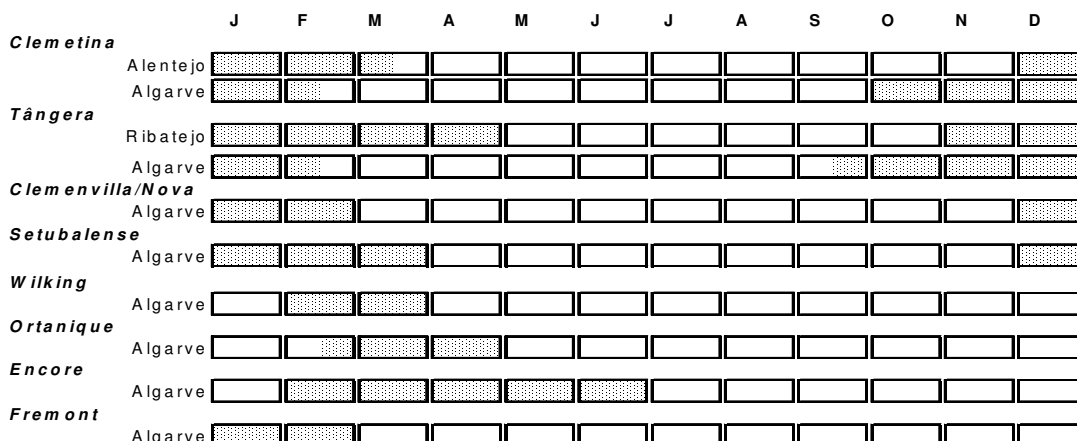 J F M A M J J A S O N D
Clemetina
Alentejo
Algarve
Tângera
Ribatejo
Algarve
Clemenvilla/Nova
Algarve
Setubalense
Algarve
Wilking
Algarve
Ortanique
Algarve
Encore
Algarve
Fremont
Algarve